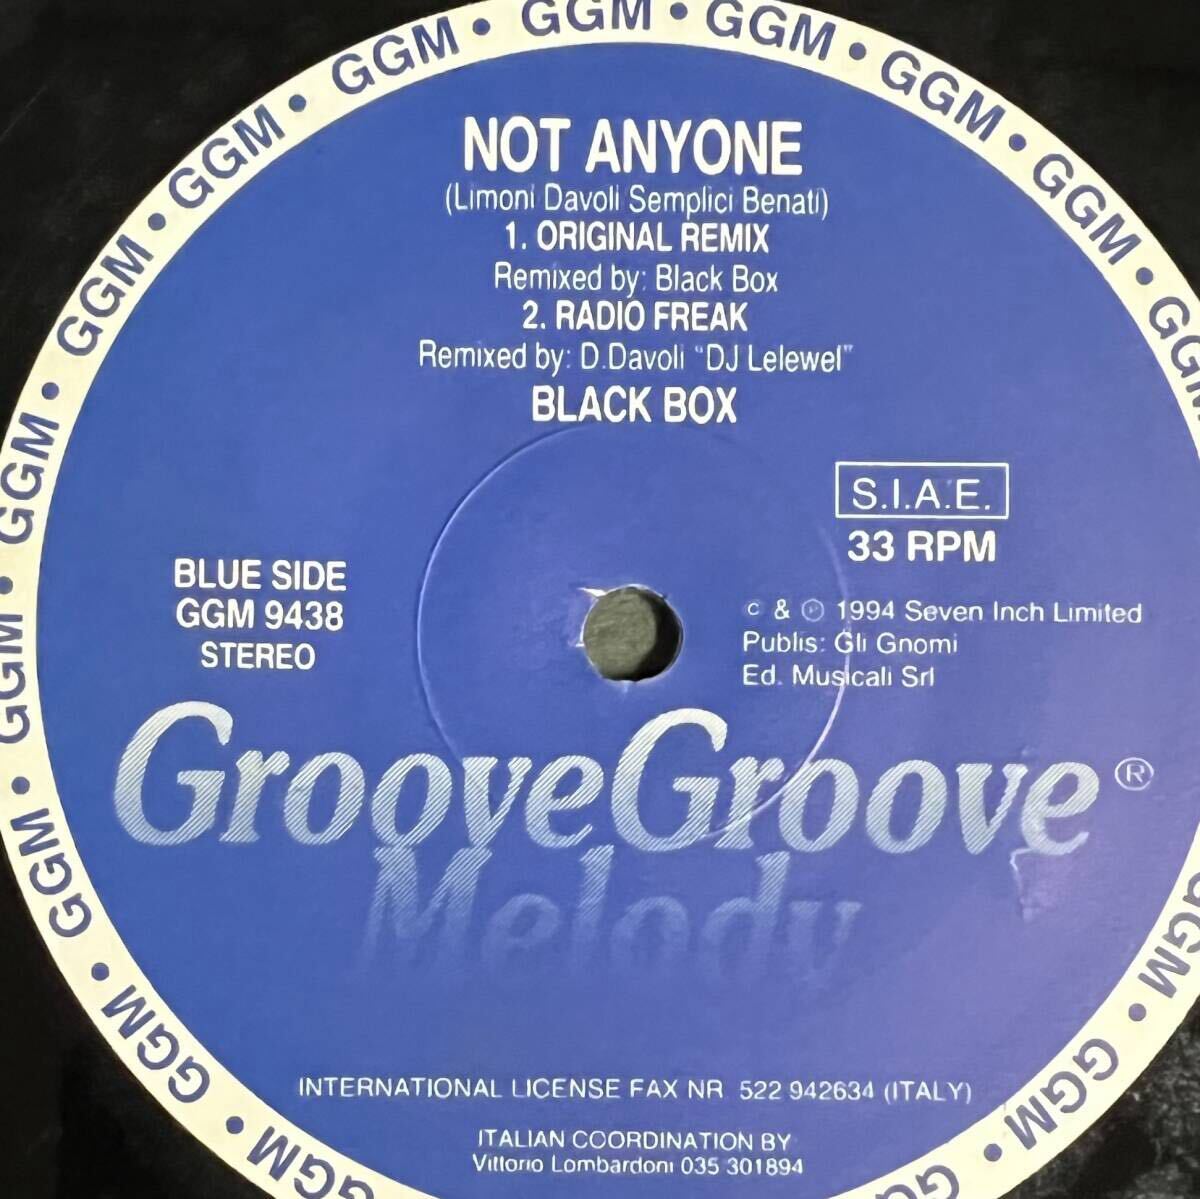 GGM • GGM • GGM • GGM • GGM • GGM • GGM • GGM • GGM • GGM • GGM • GGM • GGM • GGM • GGM • GGM • GGM
NOT ANYONE
(Limoni Davoli Semplici Benati)
1. ORIGINAL REMIX
Remixed by: Black Box
2. RADIO FREAK
Remixed by: D.Davoli "DJ Lelewel"
BLACK BOX
S.I.A.E.
33 RPM
BLUE SIDE
GGM 9438
STEREO
c & ℗ 1994 Seven Inch Limited
Publis: Gli Gnomi
Ed. Musicali Srl
GrooveGroove ®
Melody
INTERNATIONAL LICENSE FAX NR. 522 942634 (ITALY)
ITALIAN COORDINATION BY
Vittorio Lombardoni 035 301894